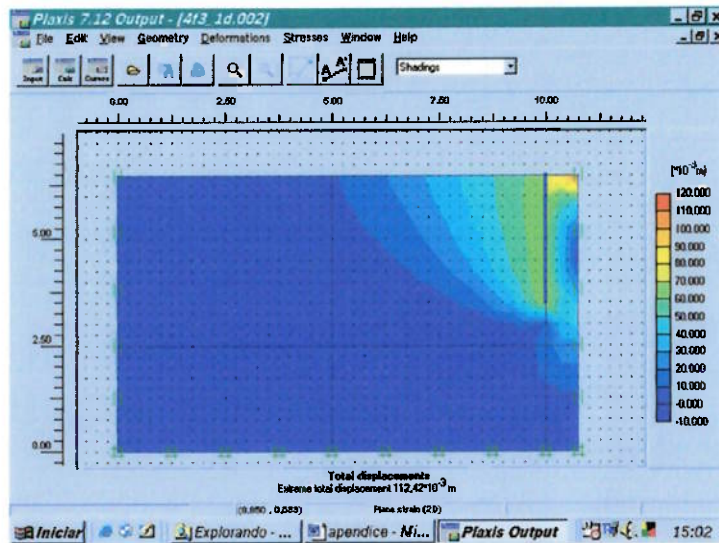 Plaxis 7.12 Output - [4f3_1d.002]
File Edit View Geometry Deformations Stresses Window Help
Input Calc Curves A A* Shadings
0.00 2.50 5.00 7.50 10.00
[*10⁻³m]
120.000
110.000
100.000
90.000
80.000
70.000
60.000
50.000
40.000
30.000
20.000
10.000
-0.000
-10.000
5.00
2.50
0.00
Total displacements
Extreme total displacement 112,42*10⁻³ m
Plane strain (2D)
Iniciar Explorando - ... apendice - Mi... Plaxis Output 15:02